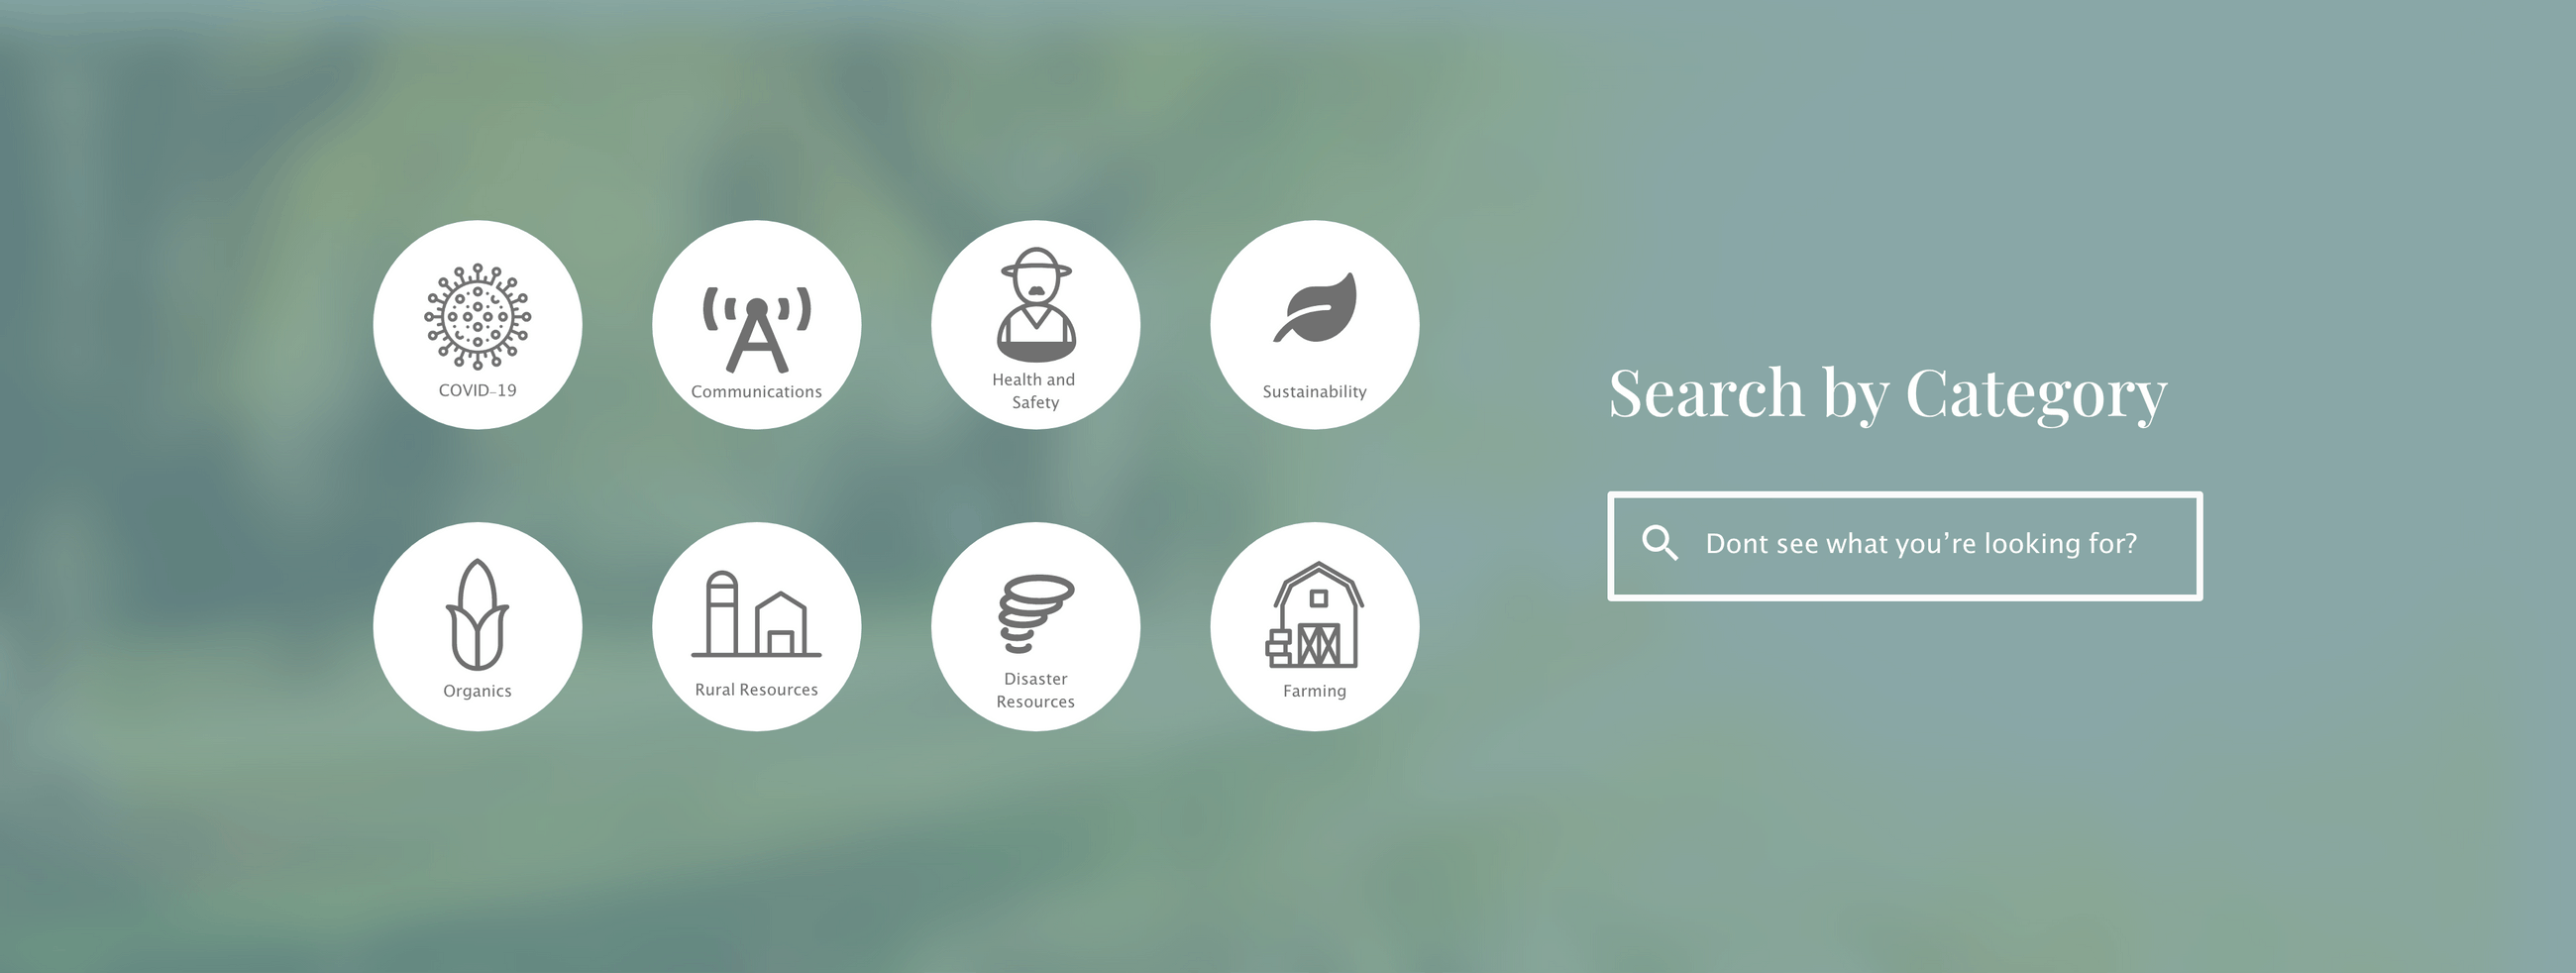 COVID-19
Communications
Health and
Safety
Sustainability
Search by Category
Dont see what you’re looking for?
Organics
Rural Resources
Disaster
Resources
Farming